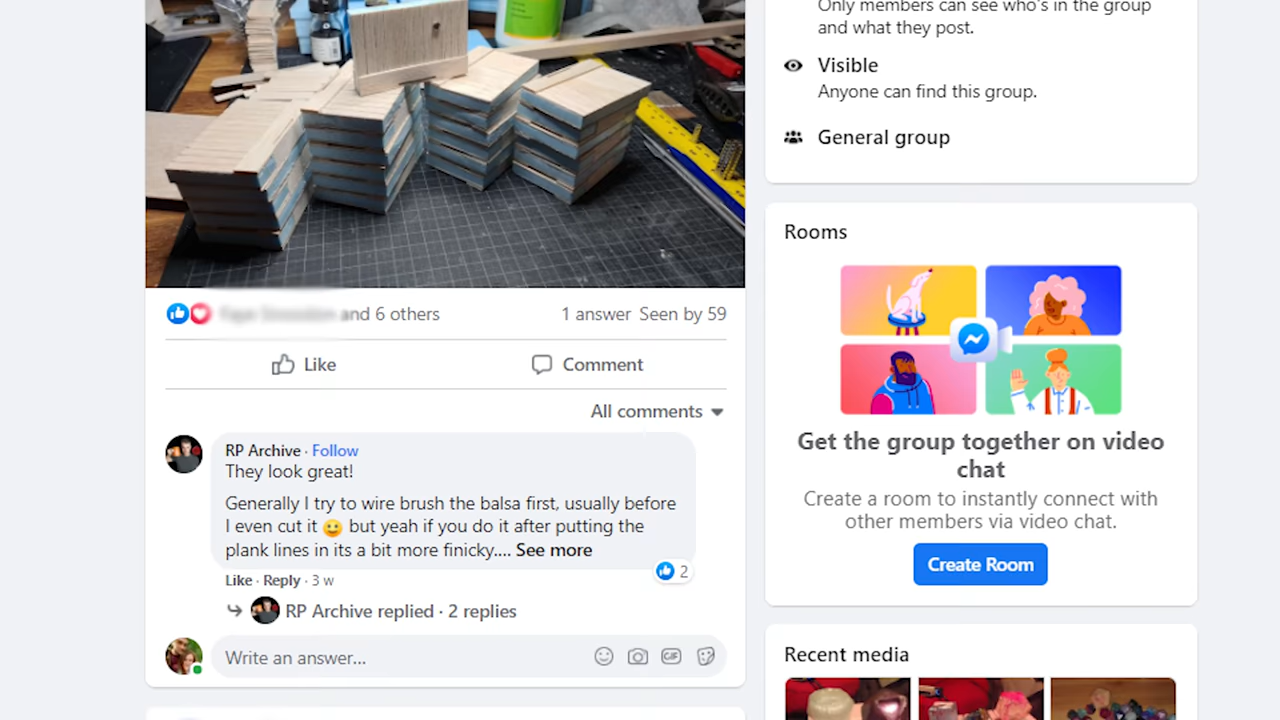 Only members can see who's in the group
and what they post.
Visible
Anyone can find this group.
General group
and 6 others
1 answer Seen by 59
Like
Comment
All comments
RP Archive · Follow
They look great!
Generally I try to wire brush the balsa first, usually before
I even cut it 😀 but yeah if you do it after putting the
plank lines in its a bit more finicky.... See more
2
Like · Reply · 3 w
RP Archive replied · 2 replies
Write an answer...
GIF
Rooms
Get the group together on video
chat
Create a room to instantly connect with
other members via video chat.
Create Room
Recent media